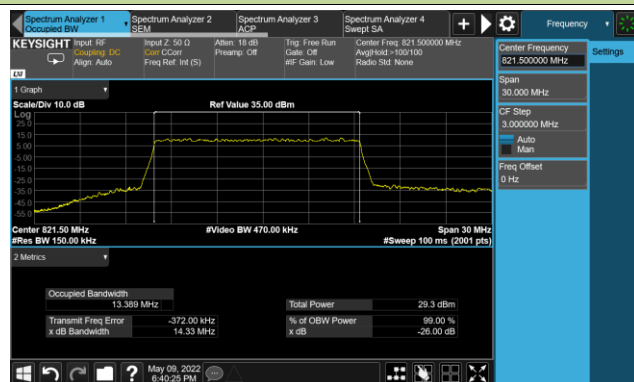 Spectrum Analyzer 1
Occupied BW
Spectrum Analyzer 2
SEM
Spectrum Analyzer 3
ACP
Spectrum Analyzer 4
Swept SA
+
Frequency
KEYSIGHT
Input: RF
Coupling: DC
Align: Auto
Input Z: 50 Ω
Corr CCorr
Freq Ref: Int (S)
Atten: 18 dB
Preamp: Off
Trig: Free Run
Gate: Off
#IF Gain: Low
Center Freq: 821.500000 MHz
Avg|Hold:>100/100
Radio Std: None
LXI
Center Frequency
821.500000 MHz
Settings
Span
30.000 MHz
CF Step
3.000000 MHz
Auto
Man
Freq Offset
0 Hz
1 Graph
Scale/Div 10.0 dB
Ref Value 35.00 dBm
Log
25.0
15.0
5.00
-5.00
-15.0
-25.0
-35.0
-45.0
-55.0
Center 821.50 MHz
#Video BW 470.00 kHz
Span 30 MHz
#Res BW 150.00 kHz
#Sweep 100 ms (2001 pts)
2 Metrics
Occupied Bandwidth
13.389 MHz
Total Power
29.3 dBm
Transmit Freq Error
-372.00 kHz
% of OBW Power
99.00 %
x dB Bandwidth
14.33 MHz
x dB
-26.00 dB
?
May 09, 2022
6:40:25 PM